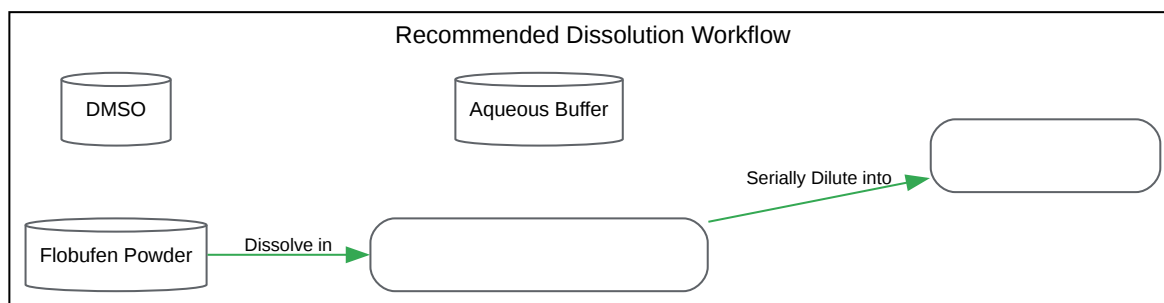 Recommended Dissolution Workflow
DMSO
Aqueous Buffer
Serially Dilute into
Flobufen Powder
Dissolve in